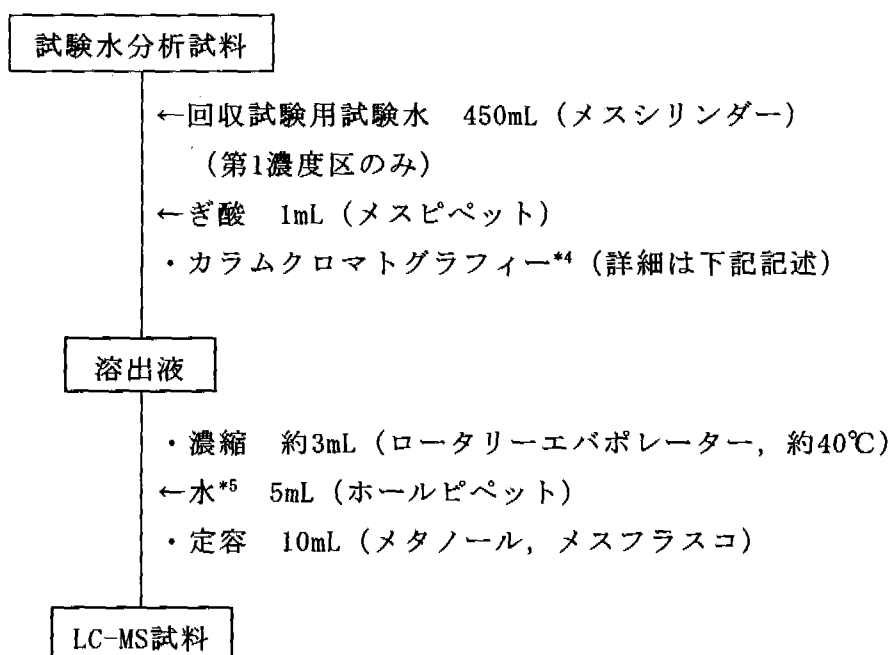 試験水分析試料
←回収試験用試験水　450mL（メスシリンダー）
（第1濃度区のみ）
←ぎ酸　1mL（メスピペット）
・カラムクロマトグラフィー*4（詳細は下記記述）
溶出液
・濃縮　約3mL（ロータリーエバポレーター，約40℃）
←水*5　5mL（ホールピペット）
・定容　10mL（メタノール，メスフラスコ）
LC-MS試料